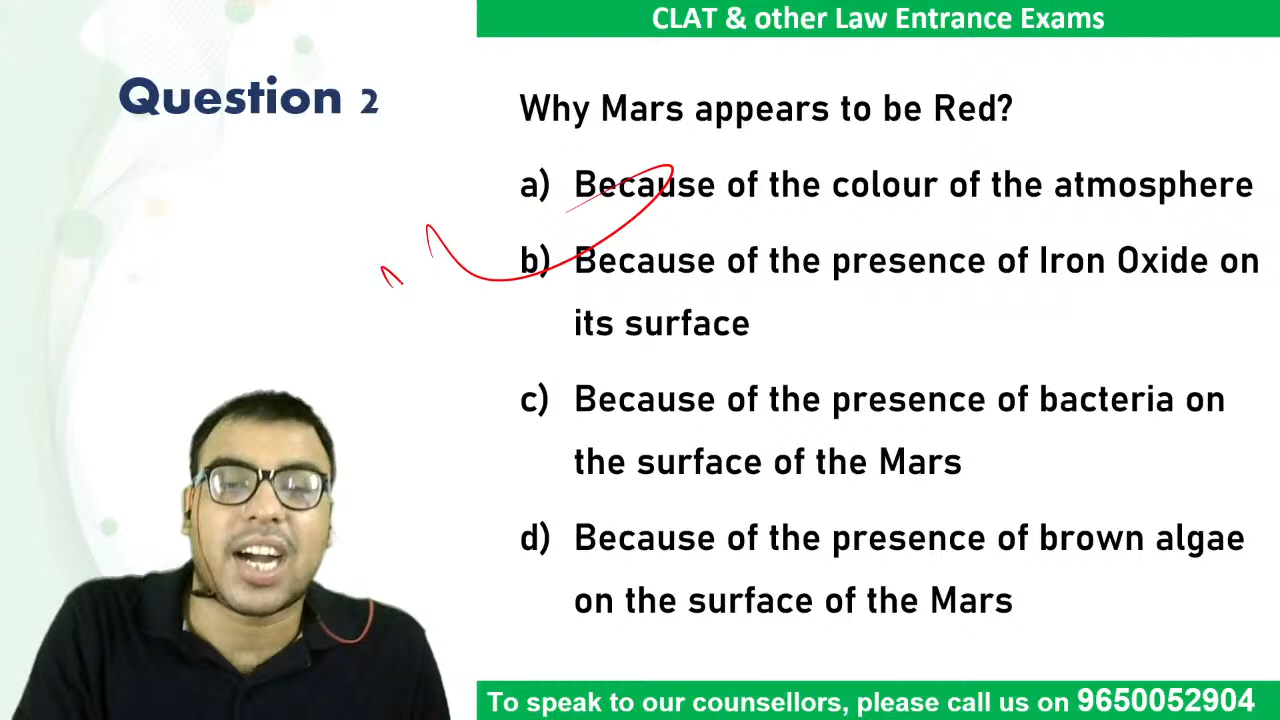 CLAT & other Law Entrance Exams
Question 2
Why Mars appears to be Red?
a) Because of the colour of the atmosphere
b) Because of the presence of Iron Oxide on
its surface
c) Because of the presence of bacteria on
the surface of the Mars
d) Because of the presence of brown algae
on the surface of the Mars
To speak to our counsellors, please call us on 9650052904